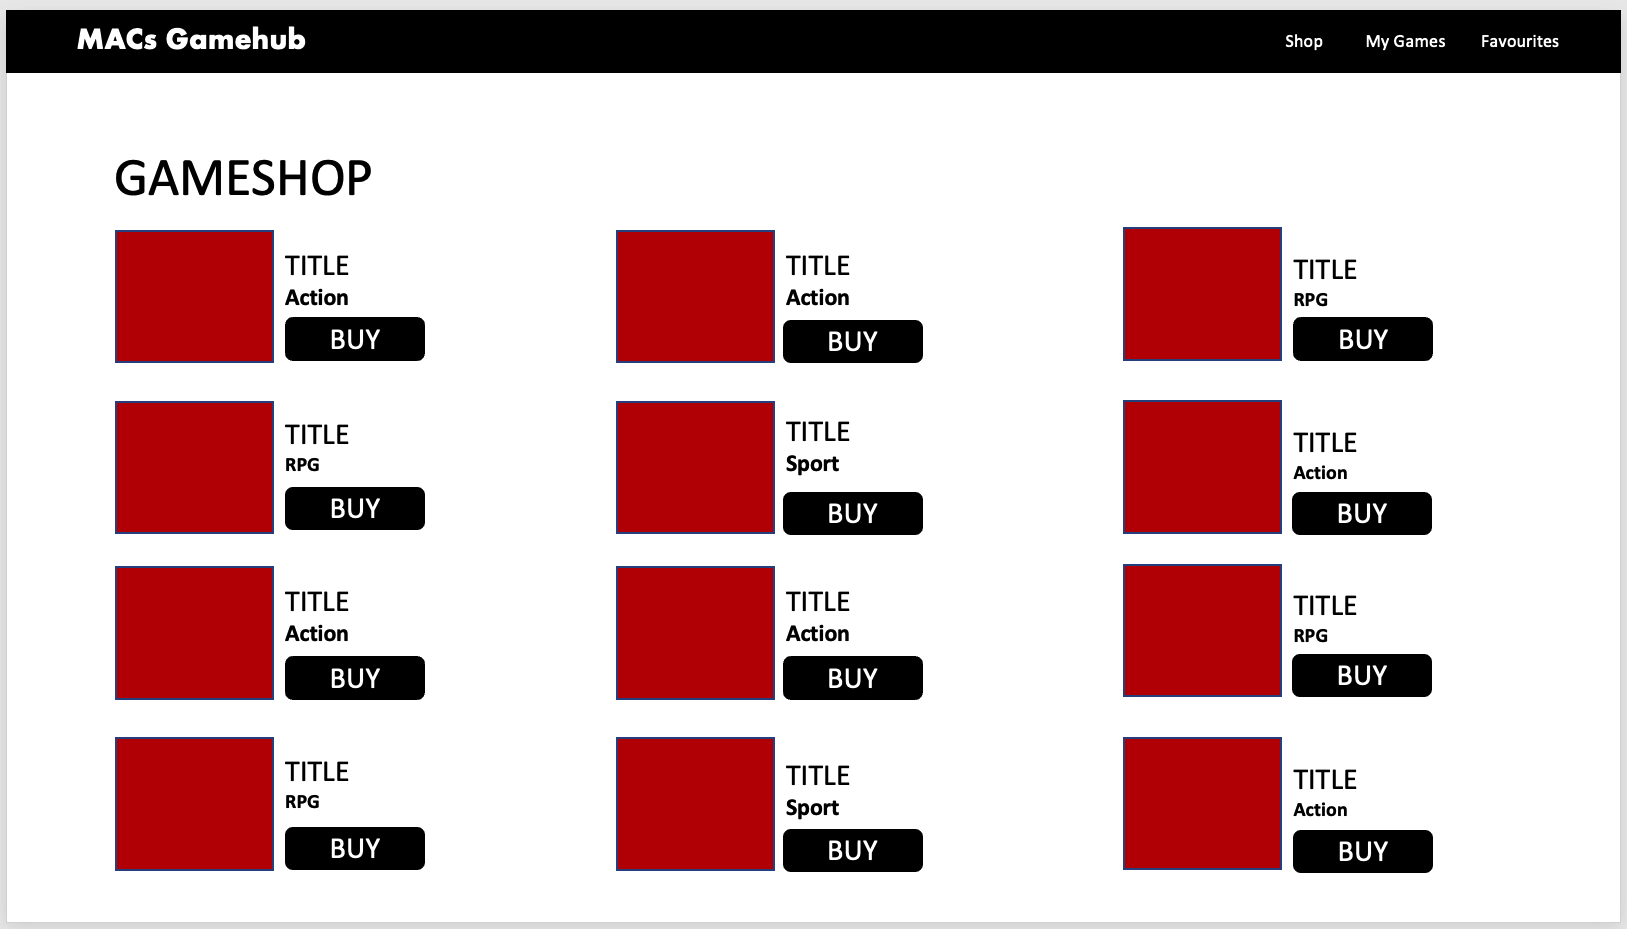 MACs Gamehub
Shop
My Games
Favourites
GAMESHOP
TITLE
Action
BUY
TITLE
Action
BUY
TITLE
RPG
BUY
TITLE
RPG
BUY
TITLE
Sport
BUY
TITLE
Action
BUY
TITLE
Action
BUY
TITLE
Action
BUY
TITLE
RPG
BUY
TITLE
RPG
BUY
TITLE
Sport
BUY
TITLE
Action
BUY